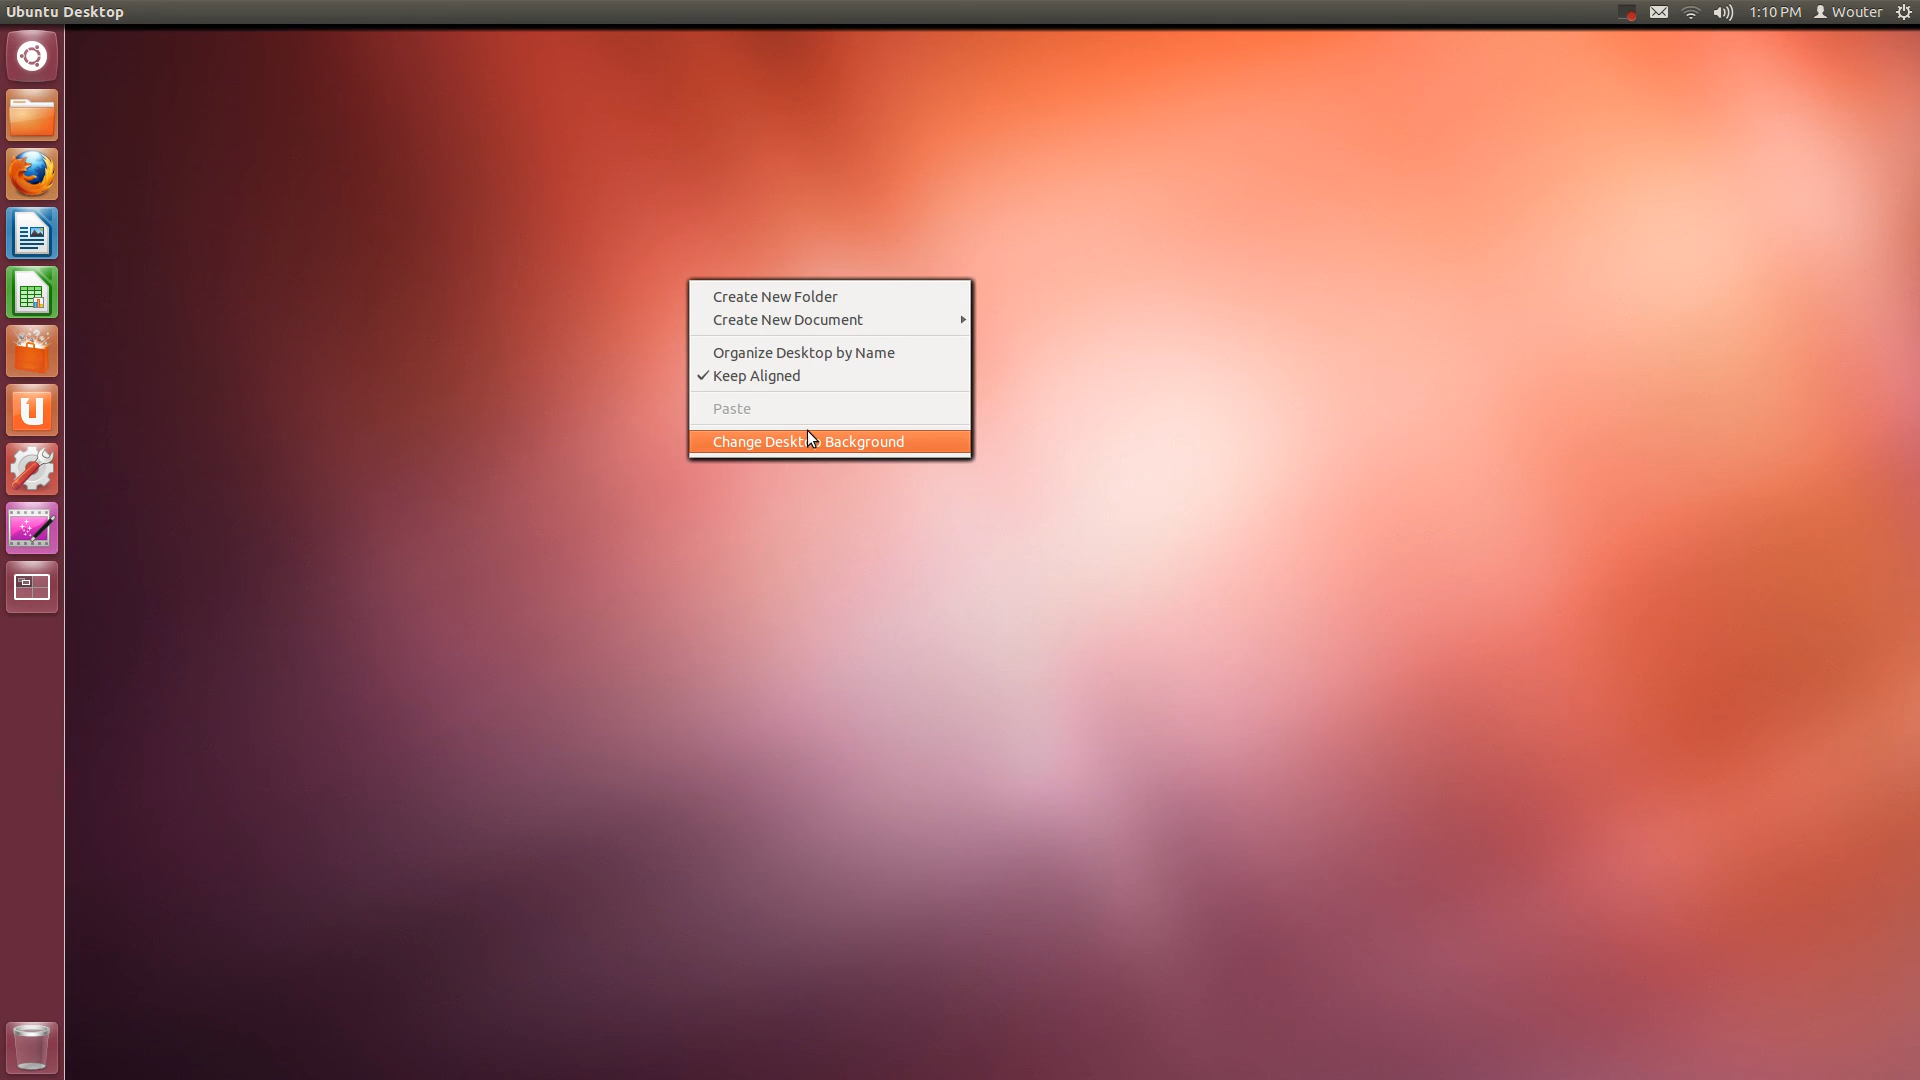 Ubuntu Desktop
1:10 PM Wouter
Create New Folder
Create New Document
Organize Desktop by Name
Keep Aligned
Paste
Change Desktop Background